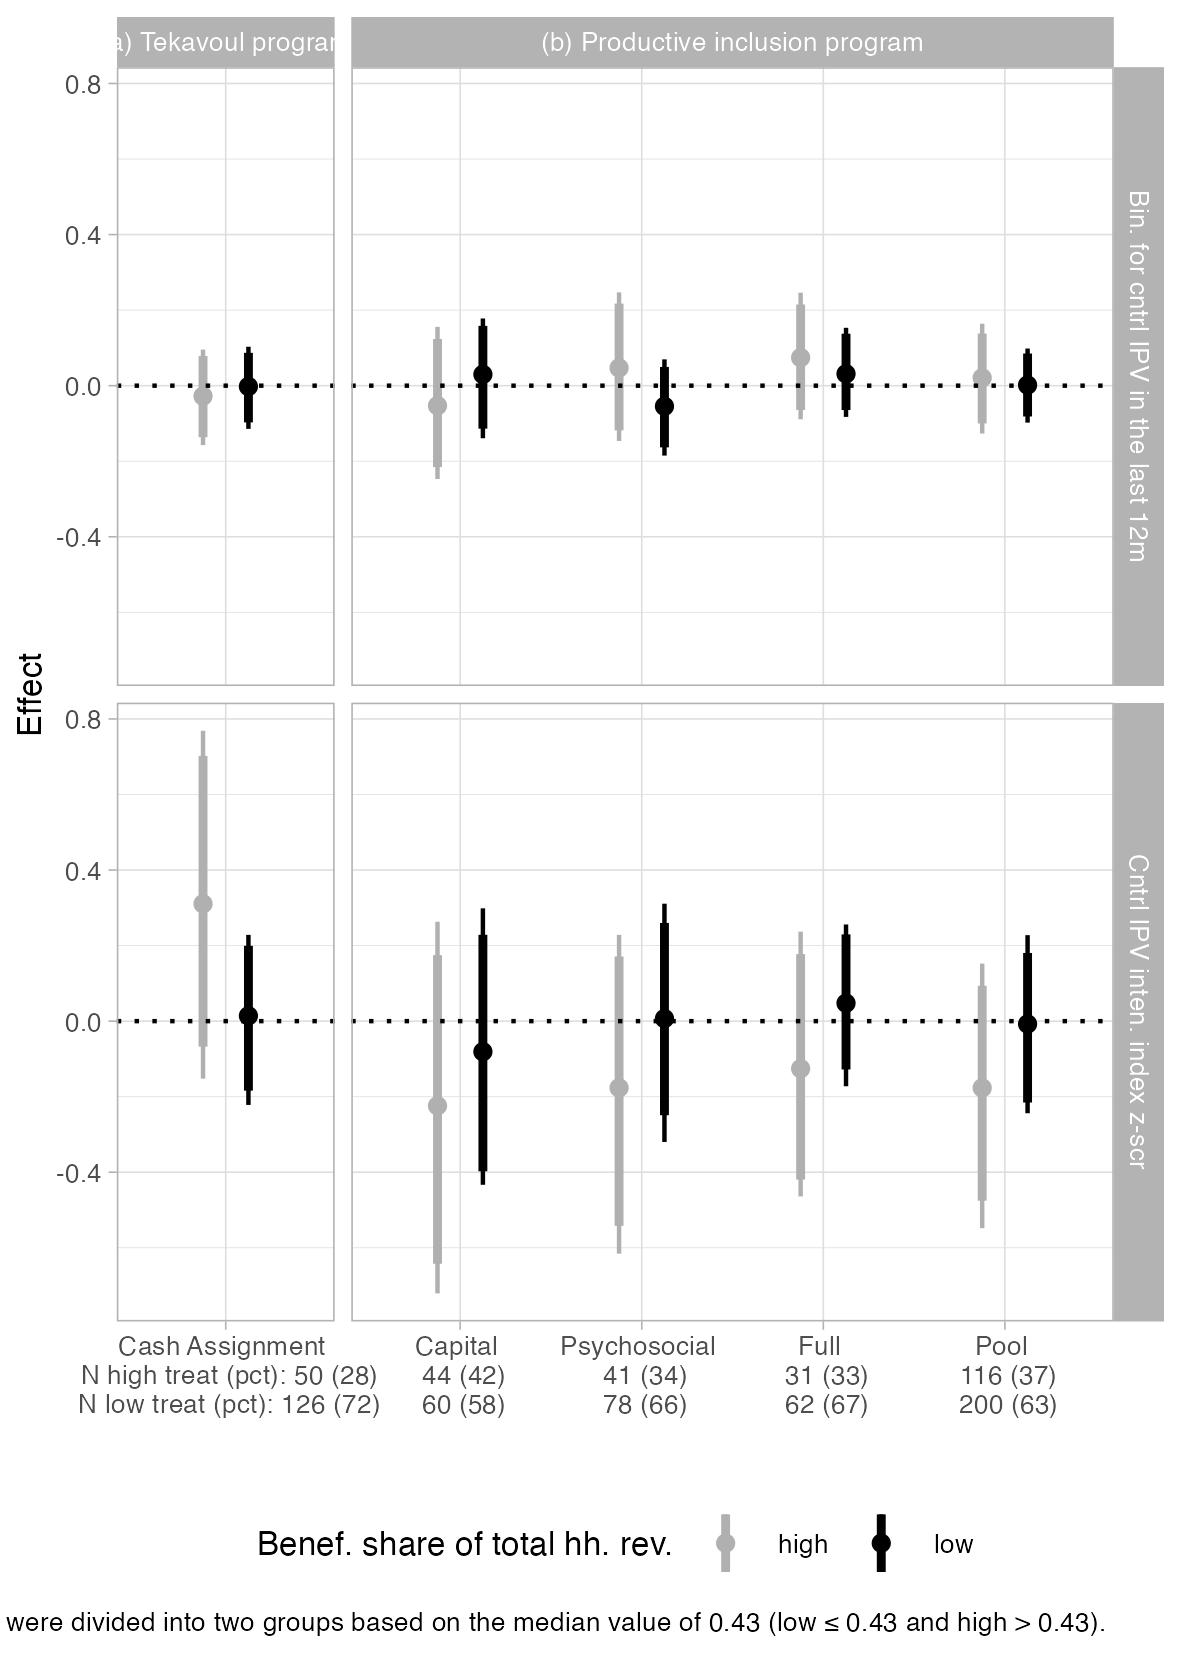 a) Tekavoul prograr
(b) Productive inclusion program
0.8
0.4
0.0
-0.4
Bin. for cntrl IPV in the last 12m
Effect
0.8
0.4
0.0
-0.4
Cntrl IPV inten. index z-scr
Cash Assignment Capital Psychosocial Full Pool
N high treat (pct): 50 (28) 44 (42) 41 (34) 31 (33) 116 (37)
N low treat (pct): 126 (72) 60 (58) 78 (66) 62 (67) 200 (63)
Benef. share of total hh. rev. high low
were divided into two groups based on the median value of 0.43 (low ≤ 0.43 and high > 0.43).